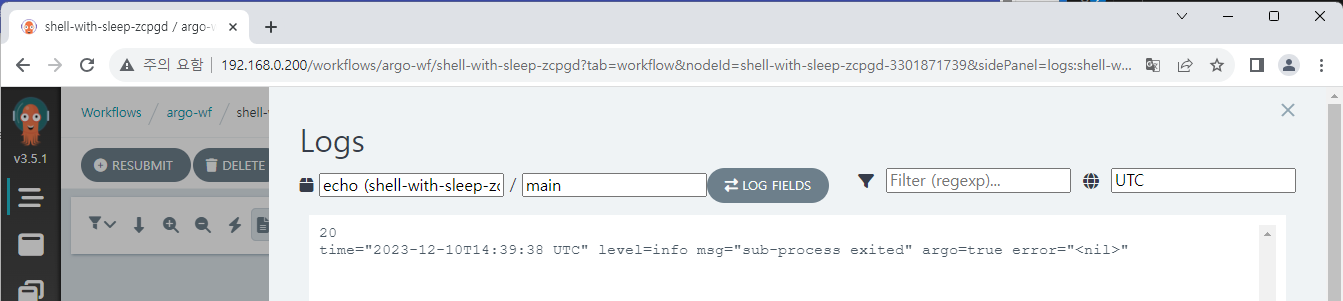 shell-with-sleep-zcpgd / argo-w
주의 요함 | 192.168.0.200/workflows/argo-wf/shell-with-sleep-zcpgd?tab=workflow&nodeId=shell-with-sleep-zcpgd-3301871739&sidePanel=logs:shell-w...
v3.5.1
Workflows / argo-wf / shell-
RESUBMIT DELETE
Logs
echo (shell-with-sleep-zc / main LOG FIELDS Filter (regexp)... UTC
20
time="2023-12-10T14:39:38 UTC" level=info msg="sub-process exited" argo=true error="<nil>"